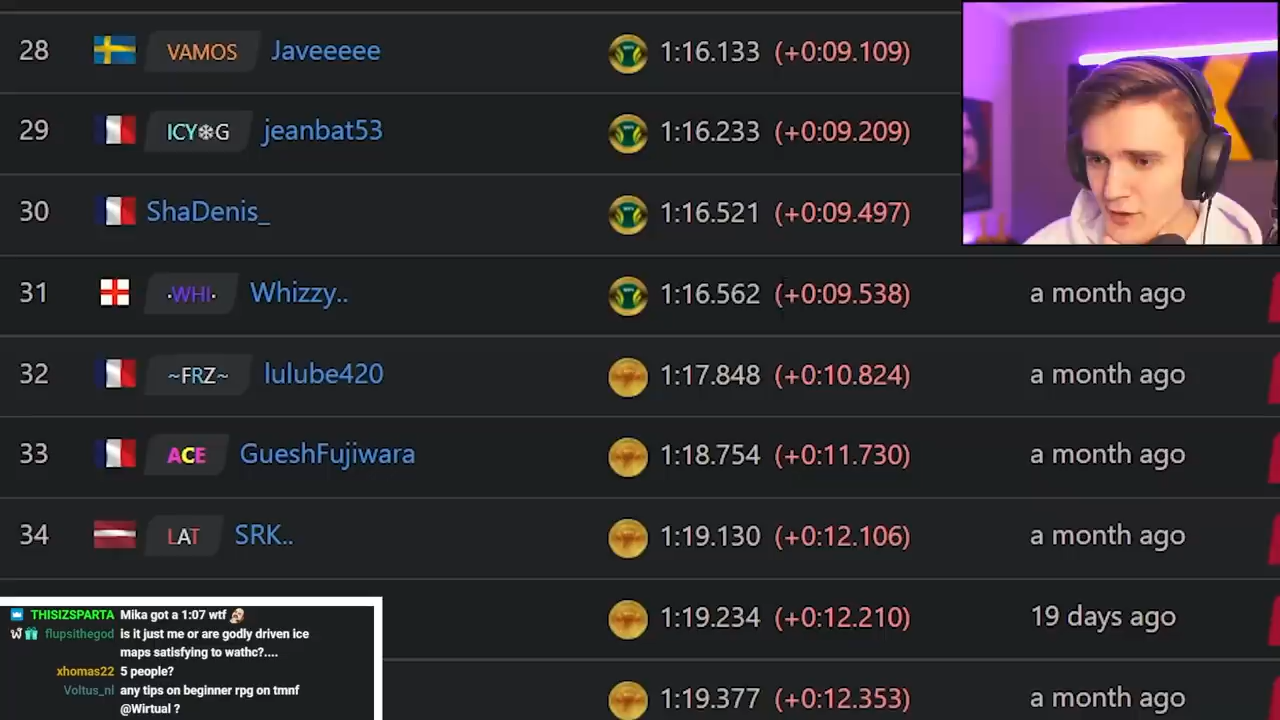 28 VAMOS Javeeeee 1:16.133 (+0:09.109)
29 ICY❄G jeanbat53 1:16.233 (+0:09.209)
30 ShaDenis_ 1:16.521 (+0:09.497)
31 ·WHI· Whizzy.. 1:16.562 (+0:09.538) a month ago
32 ~FRZ~ lulube420 1:17.848 (+0:10.824) a month ago
33 ACE GueshFujiwara 1:18.754 (+0:11.730) a month ago
34 LAT SRK.. 1:19.130 (+0:12.106) a month ago
1:19.234 (+0:12.210) 19 days ago
1:19.377 (+0:12.353) a month ago
THISIZSPARTA Mika got a 1:07 wtf
flupsithegod is it just me or are godly driven ice
maps satisfying to wathc?....
xhomas22 5 people?
Voltus_nl any tips on beginner rpg on tmnf
@Wirtual ?